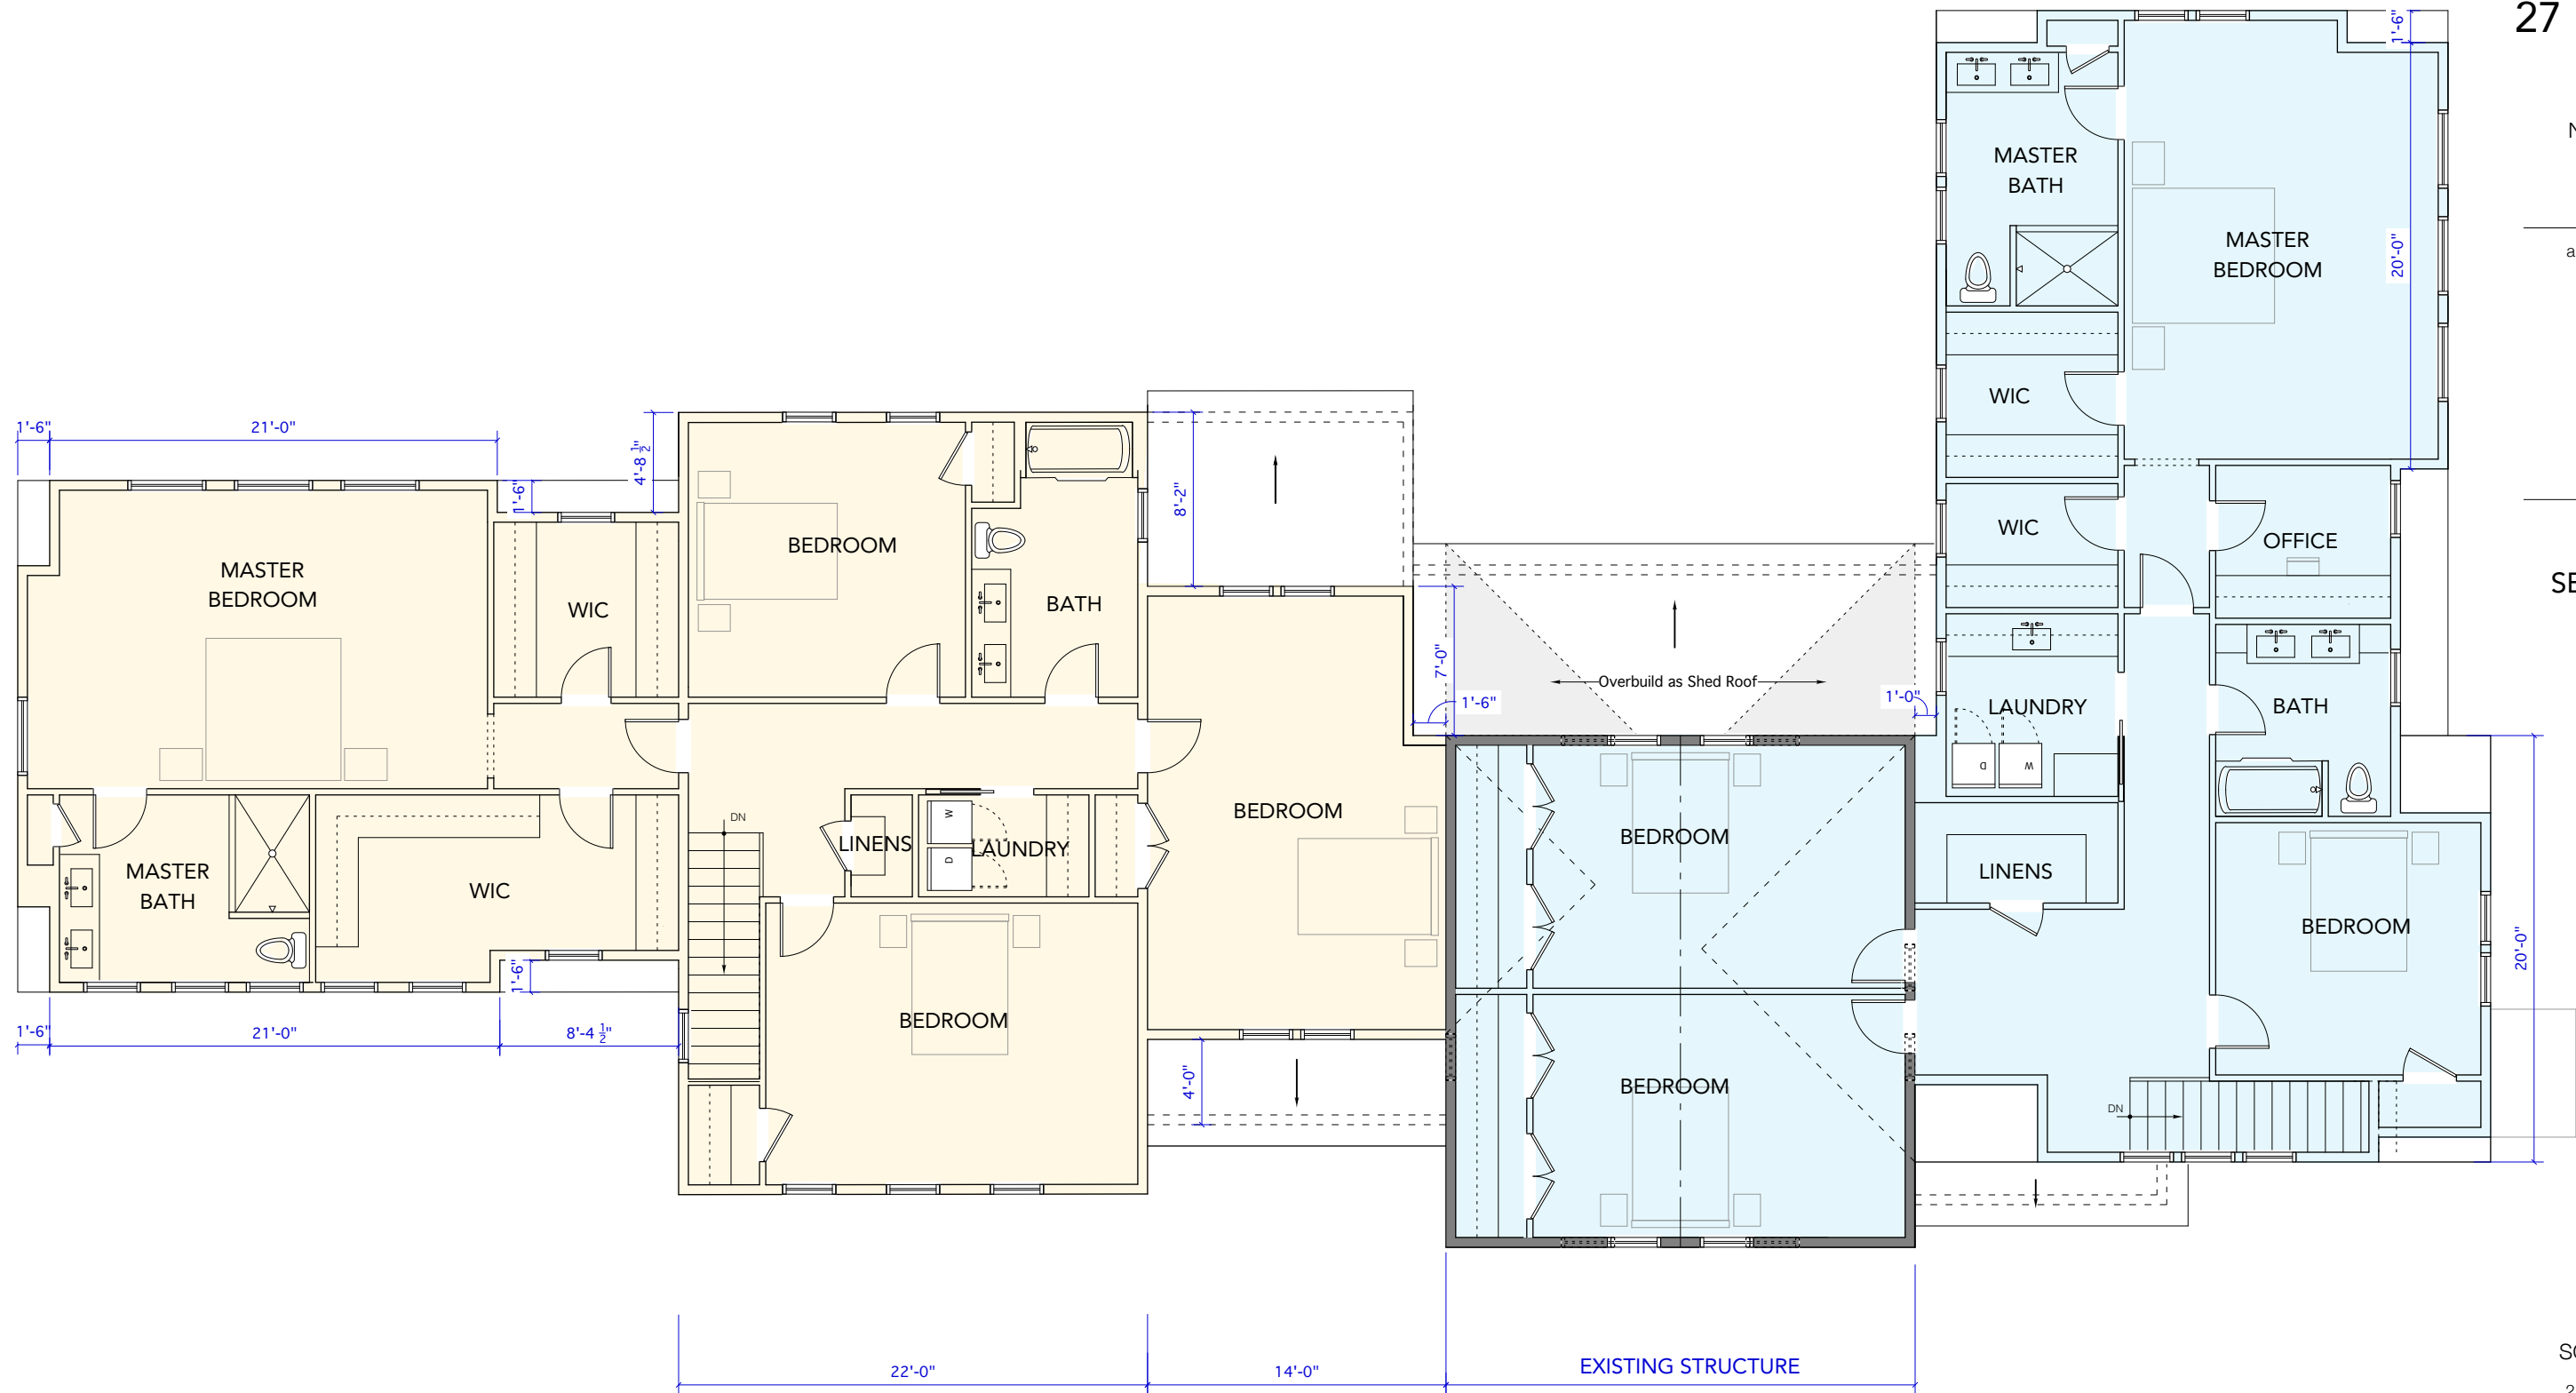 27
1'-6"
N
MASTER
BATH
MASTER
BEDROOM
20'-0"
a
WIC
1'-6"
21'-0"
4'-8 1/2"
1'-6"
8'-2"
BEDROOM
WIC
OFFICE
MASTER
BEDROOM
WIC
BATH
SE
7'-0"
Overbuild as Shed Roof
1'-6"
1'-0"
LAUNDRY
BATH
D
W
BEDROOM
DN
W
LINENS
D
LAUNDRY
BEDROOM
MASTER
BATH
WIC
LINENS
BEDROOM
20'-0"
1'-6"
1'-6"
21'-0"
8'-4 1/2"
BEDROOM
4'-0"
BEDROOM
DN
22'-0"
14'-0"
EXISTING STRUCTURE
SC
2